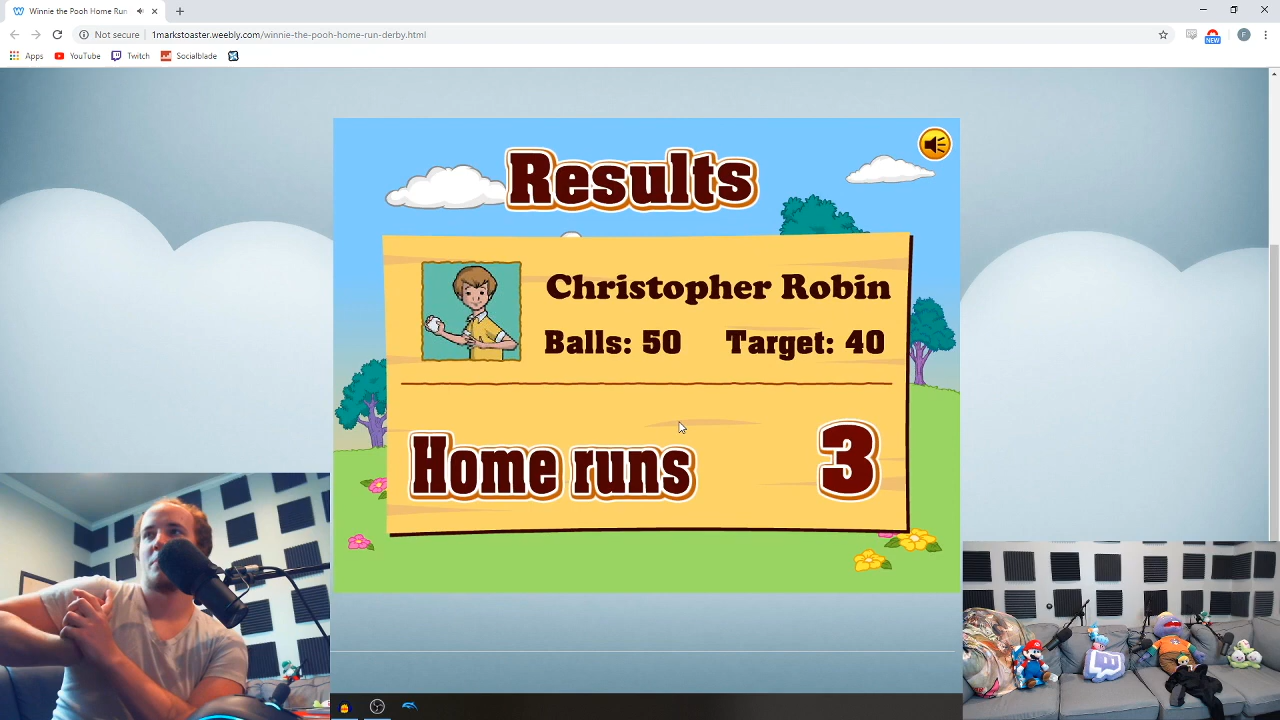 Winnie the Pooh Home Run
Not secure
1markstoaster.weebly.com/winnie-the-pooh-home-run-derby.html
NEW
F
Apps
YouTube
Twitch
Socialblade
Results
Christopher Robin
Balls: 50 Target: 40
Home runs 3